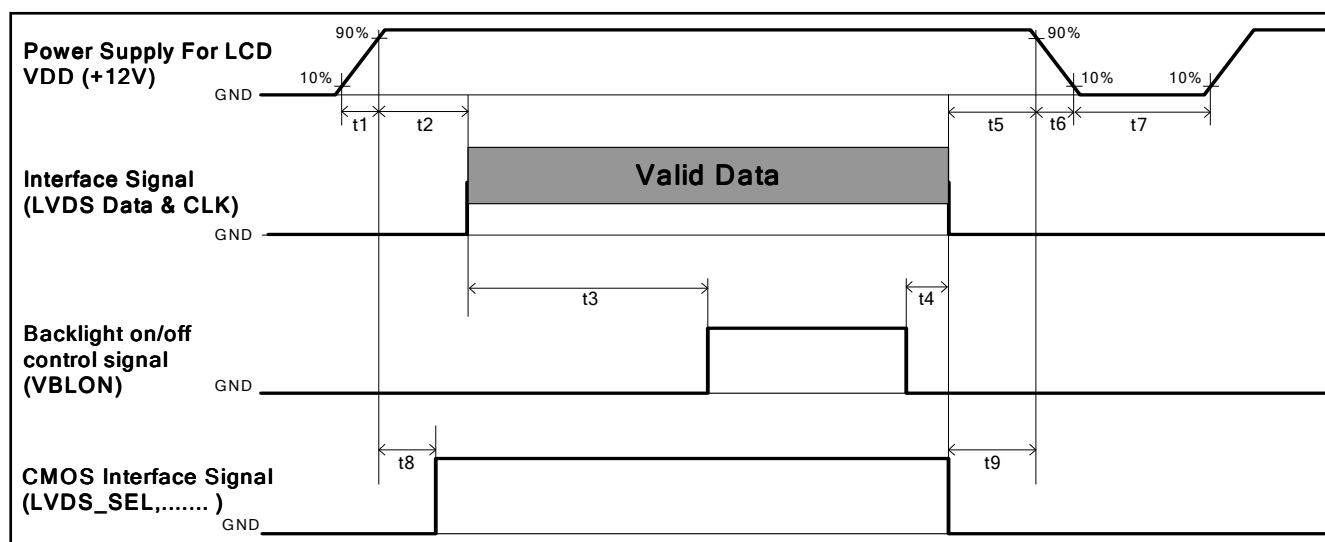 90%
90%
Power Supply For LCD
VDD (+12V)
10%
10%
10%
GND
t1
t2
t5
t6
t7
Valid Data
Interface Signal
(LVDS Data & CLK)
GND
t3
t4
Backlight on/off
control signal
(VBLON)
GND
t8
t9
CMOS Interface Signal
(LVDS_SEL,....... )
GND